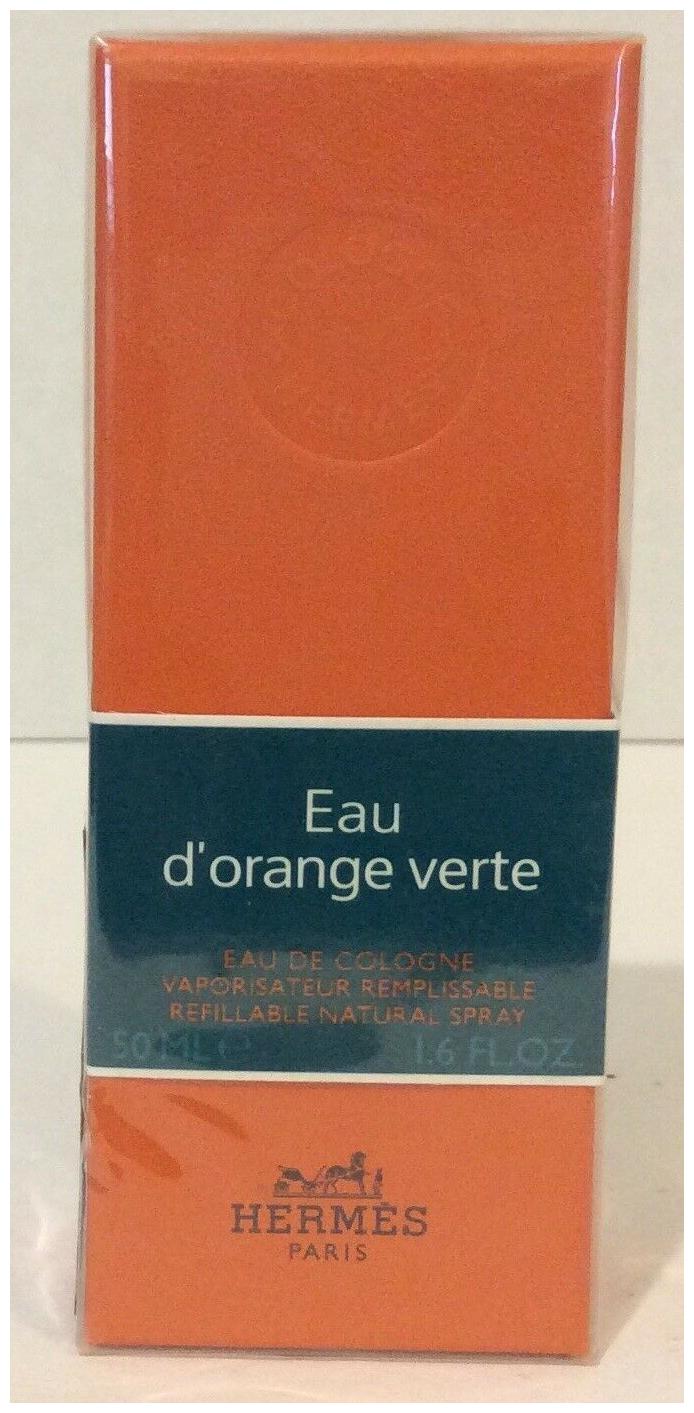 Eau
d'orange verte
EAU DE COLOGNE
VAPORISATEUR REMPLISSABLE
REFILLABLE NATURAL SPRAY
50 ML e 1.6 FL.OZ.
HERMÈS
PARIS